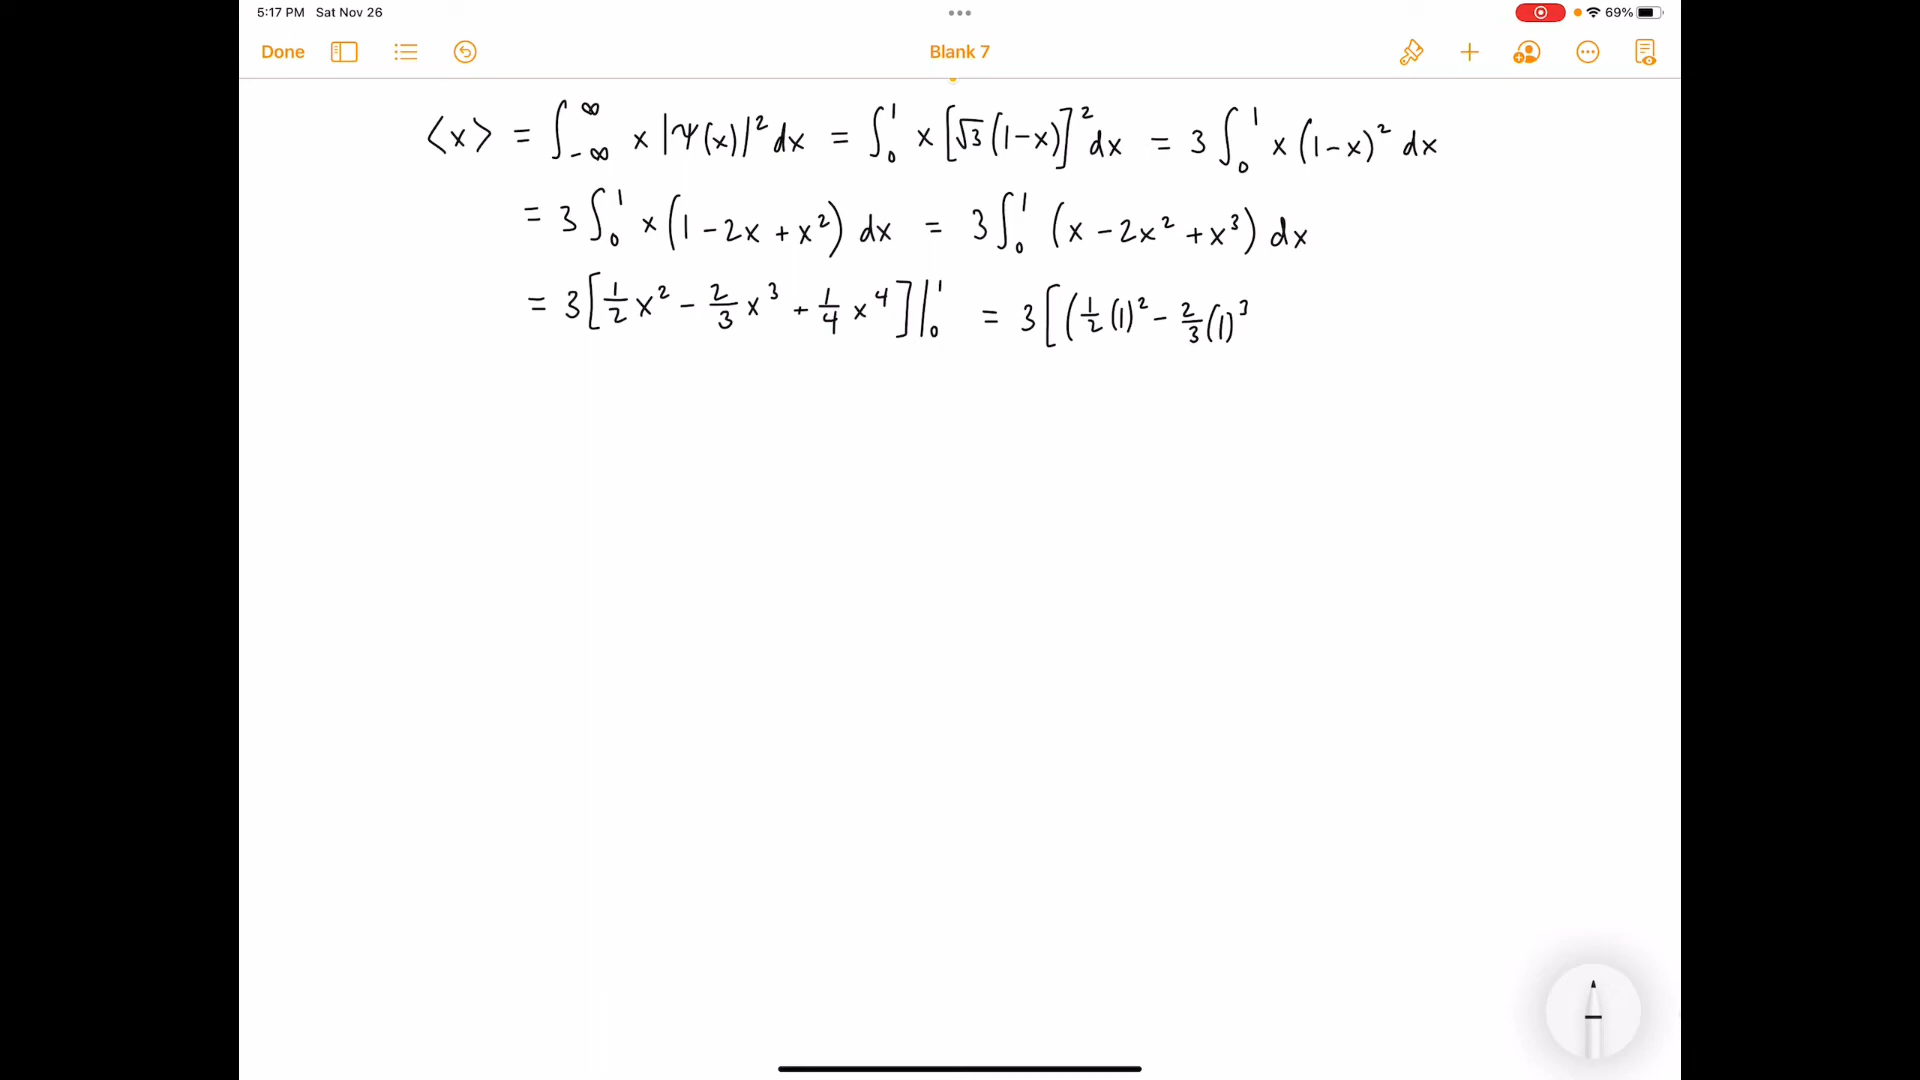 5:17 PM Sat Nov 26 69%
Done Blank 7
⟨x⟩ = ∫_{-∞}^{∞} x |Ψ(x)|² dx = ∫_0^1 x [√3 (1-x)]² dx = 3 ∫_0^1 x (1-x)² dx
= 3 ∫_0^1 x (1 - 2x + x²) dx = 3 ∫_0^1 (x - 2x² + x³) dx
= 3 [ 1/2 x² - 2/3 x³ + 1/4 x⁴ ] |_0^1 = 3 [ ( 1/2 (1)² - 2/3 (1)³